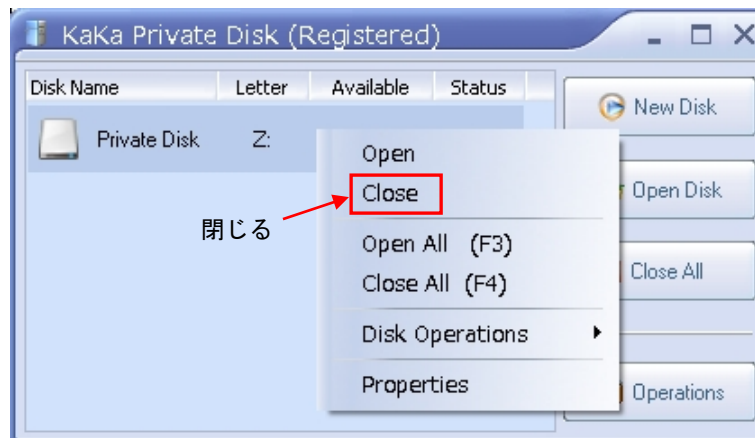 KaKa Private Disk (Registered)
Disk Name Letter Available Status
Private Disk Z:
New Disk
Open Disk
Close All
Operations
Open
Close
Open All (F3)
Close All (F4)
Disk Operations
Properties
閉じる